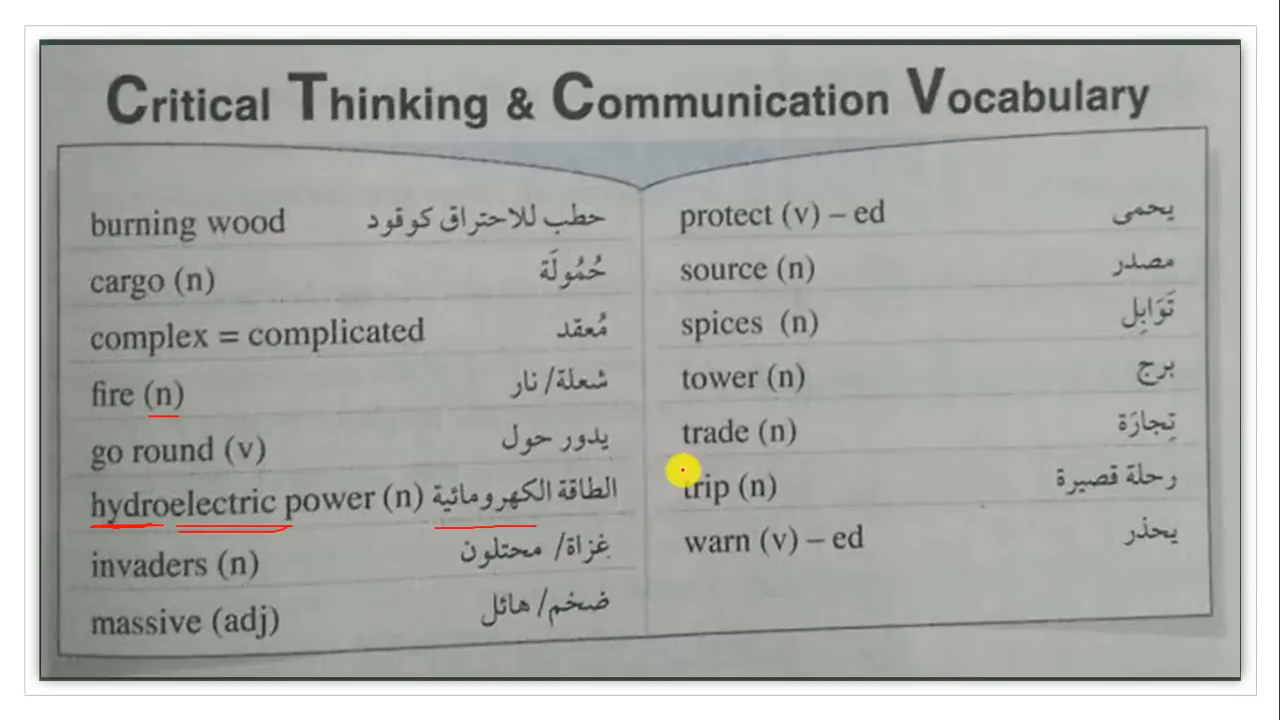 Critical Thinking & Communication Vocabulary
burning wood حطب للاحتراق كوقود
cargo (n) حُمُولَة
complex = complicated مُعقد
fire (n) شعلة/ نار
go round (v) يدور حول
hydroelectric power (n) الطاقة الكهرومائية
invaders (n) غزاة/ محتلون
massive (adj) ضخم/ هائل
protect (v) – ed يحمى
source (n) مصدر
spices (n) تَوَابِل
tower (n) برج
trade (n) تِجارَة
trip (n) رحلة قصيرة
warn (v) – ed يحذر